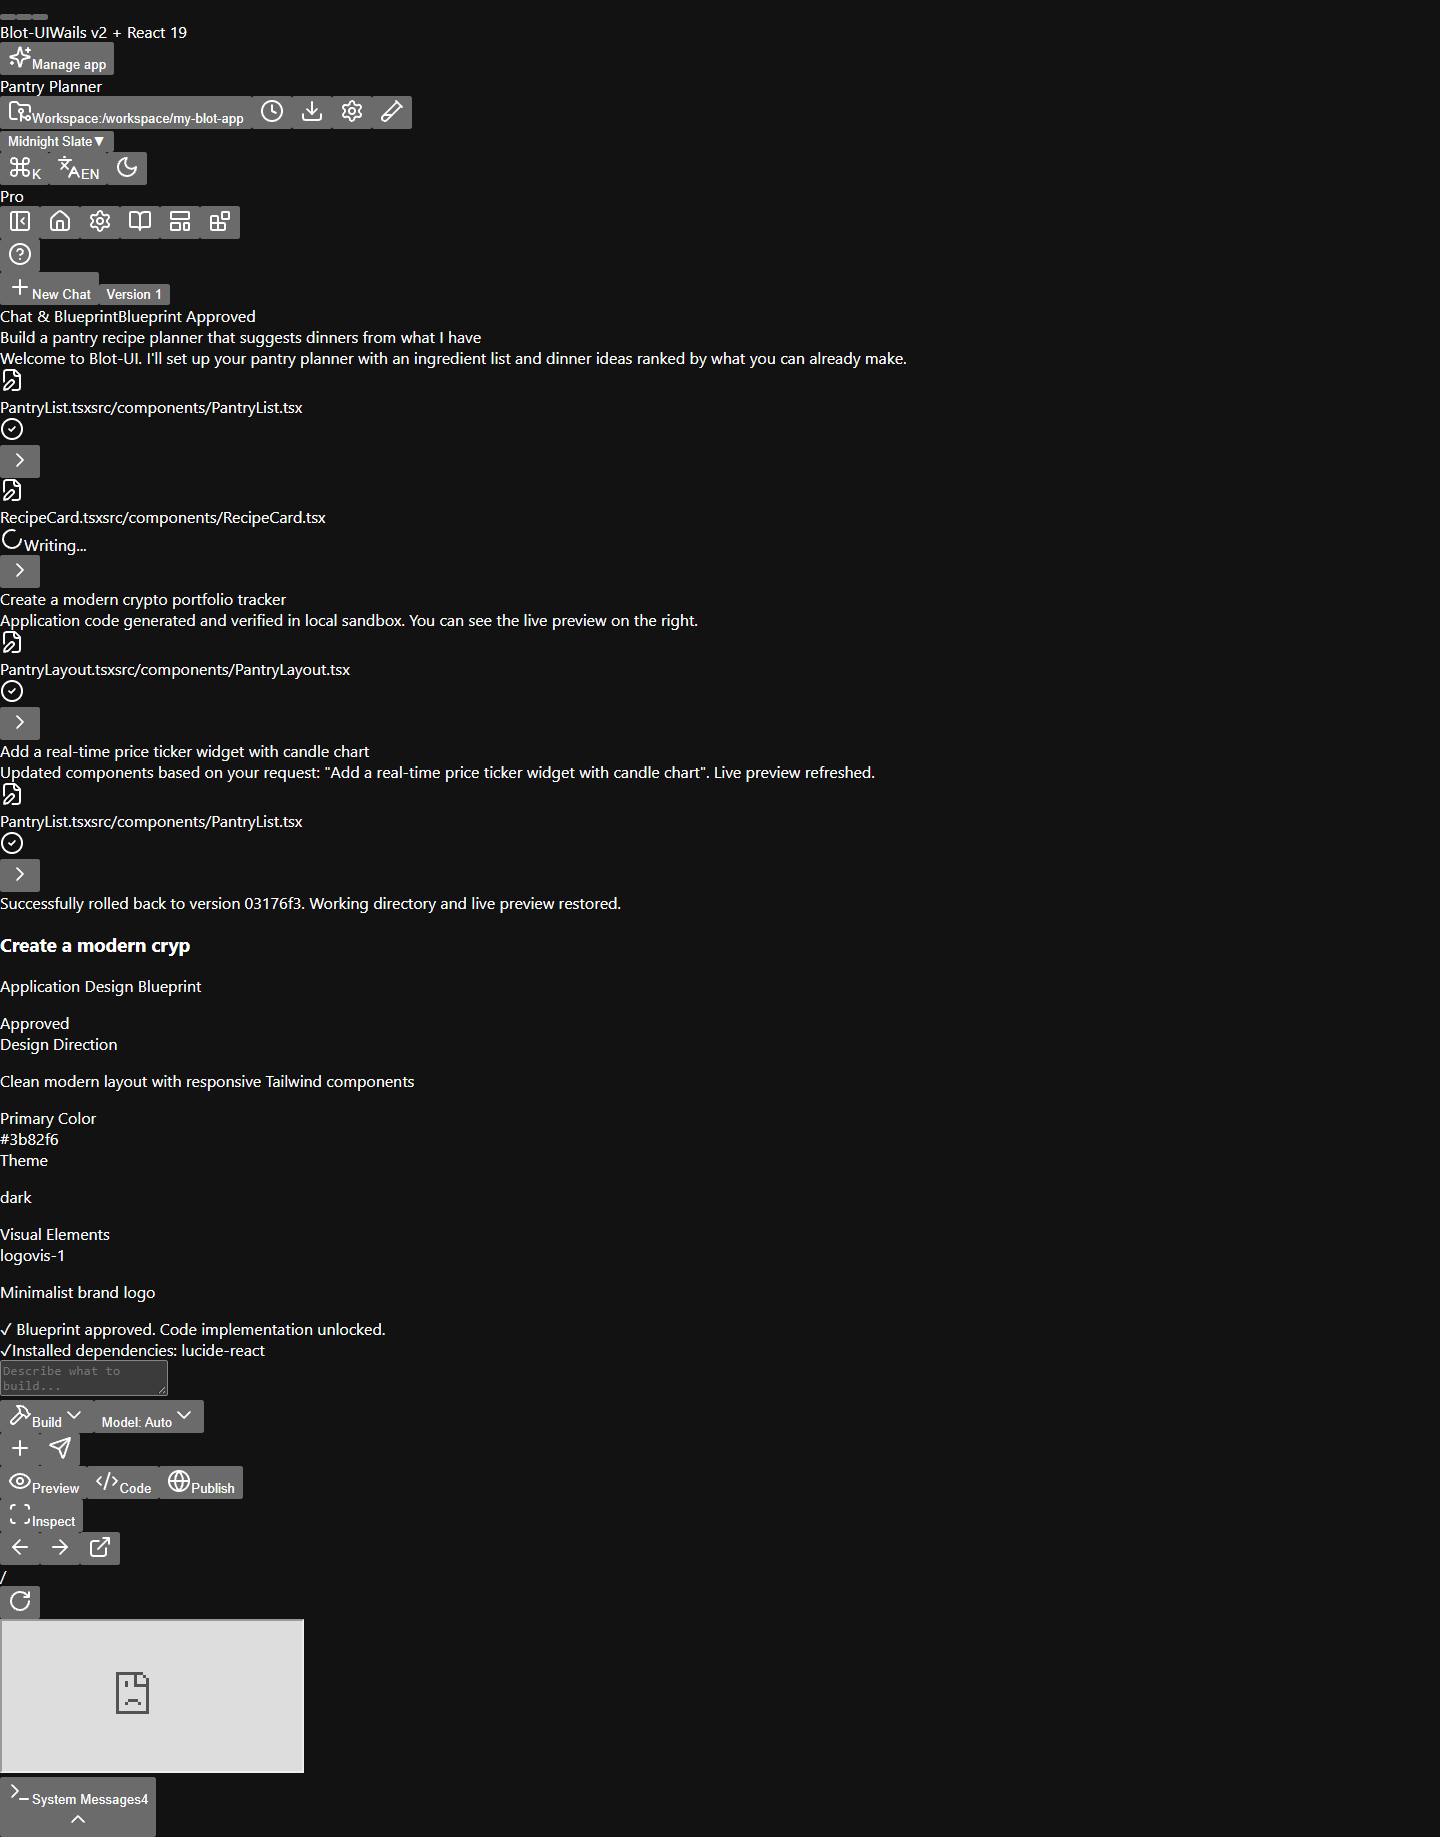 Blot-UIWails v2 + React 19
Manage app
Pantry Planner
Workspace:/workspace/my-blot-app
Midnight Slate▼
K EN
Pro
New Chat Version 1
Chat & BlueprintBlueprint Approved
Build a pantry recipe planner that suggests dinners from what I have
Welcome to Blot-UI. I'll set up your pantry planner with an ingredient list and dinner ideas ranked by what you can already make.
PantryList.tsxsrc/components/PantryList.tsx
RecipeCard.tsxsrc/components/RecipeCard.tsx
Writing...
Create a modern crypto portfolio tracker
Application code generated and verified in local sandbox. You can see the live preview on the right.
PantryLayout.tsxsrc/components/PantryLayout.tsx
Add a real-time price ticker widget with candle chart
Updated components based on your request: "Add a real-time price ticker widget with candle chart". Live preview refreshed.
PantryList.tsxsrc/components/PantryList.tsx
Successfully rolled back to version 03176f3. Working directory and live preview restored.
Create a modern cryp
Application Design Blueprint
Approved
Design Direction
Clean modern layout with responsive Tailwind components
Primary Color
#3b82f6
Theme
dark
Visual Elements
logovis-1
Minimalist brand logo
✓ Blueprint approved. Code implementation unlocked.
✓Installed dependencies: lucide-react
Describe what to
build...
Build Model: Auto
Preview Code Publish
Inspect
/
System Messages4